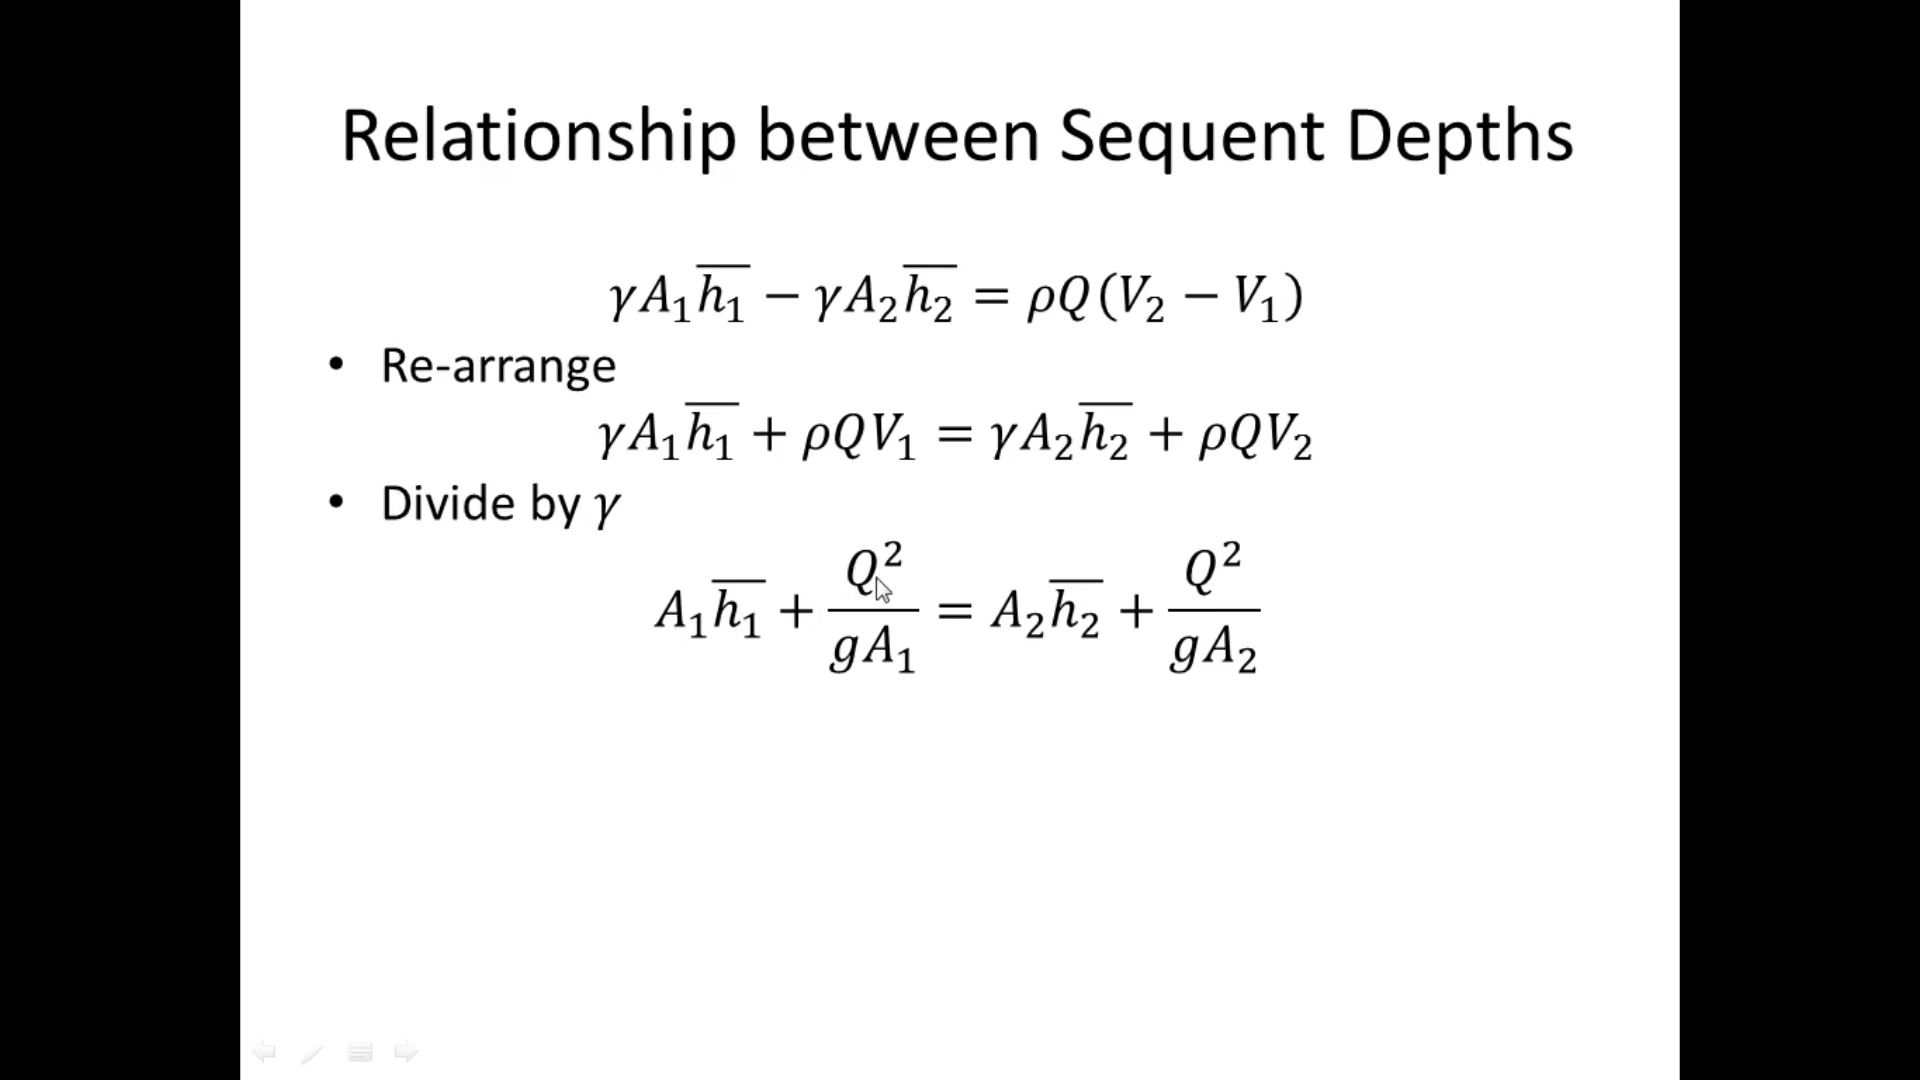 Relationship between Sequent Depths
γA₁h̅₁ − γA₂h̅₂ = ρQ(V₂ − V₁)
• Re-arrange
γA₁h̅₁ + ρQV₁ = γA₂h̅₂ + ρQV₂
• Divide by γ
A₁h̅₁ + Q²/gA₁ = A₂h̅₂ + Q²/gA₂